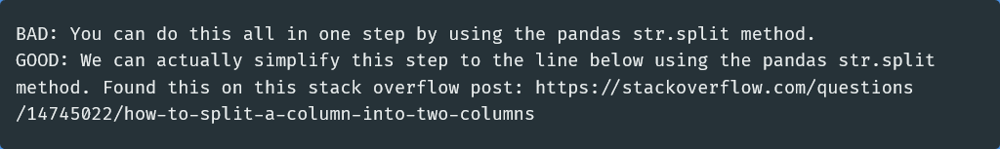 BAD: You can do this all in one step by using the pandas str.split method.
GOOD: We can actually simplify this step to the line below using the pandas str.split
method. Found this on this stack overflow post: https://stackoverflow.com/questions
/14745022/how-to-split-a-column-into-two-columns